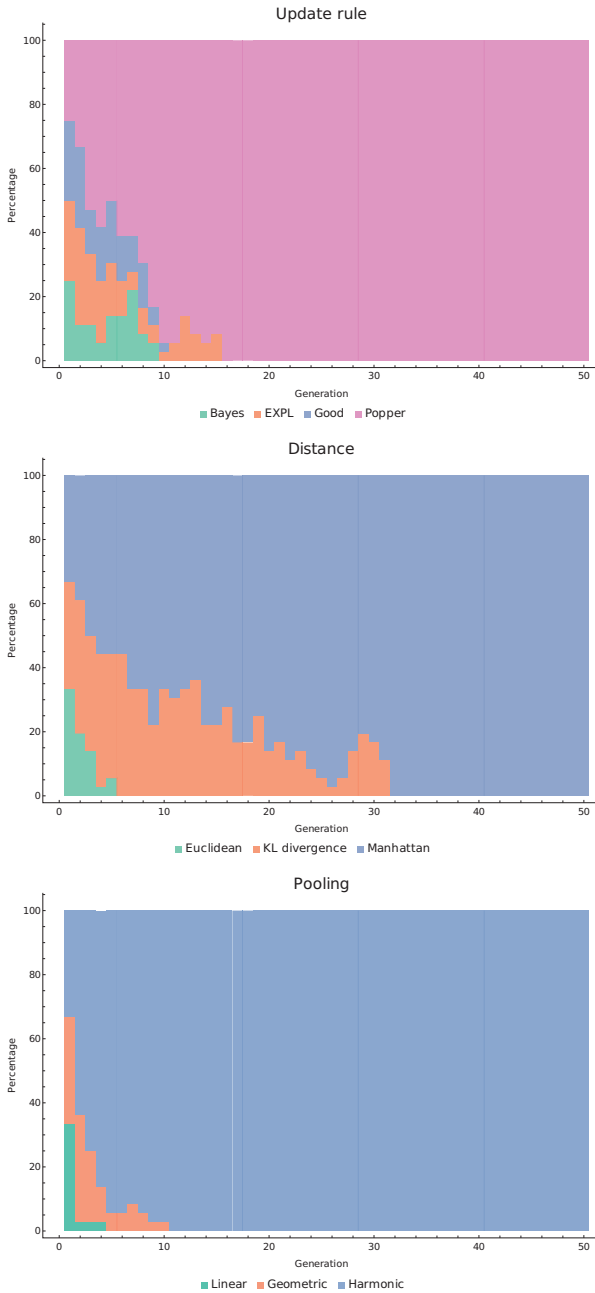 Update rule
100
80
60
40
20
0
Percentage
0 10 20 30 40 50
Generation
Bayes EXPL Good Popper
Distance
100
80
60
40
20
0
Percentage
0 10 20 30 40 50
Generation
Euclidean KL divergence Manhattan
Pooling
100
80
60
40
20
0
Percentage
0 10 20 30 40 50
Generation
Linear Geometric Harmonic